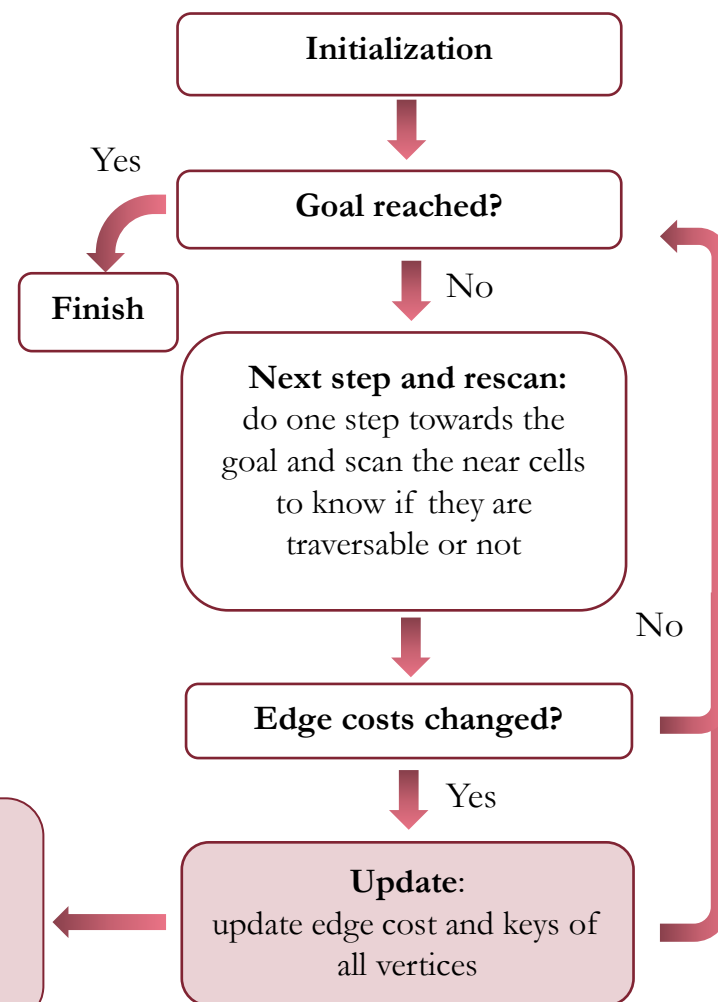 Initialization
Yes
Goal reached?
No
Finish
Next step and rescan:
do one step towards the
goal and scan the near cells
to know if they are
traversable or not
No
Edge costs changed?
Yes
Update:
update edge cost and keys of
all vertices